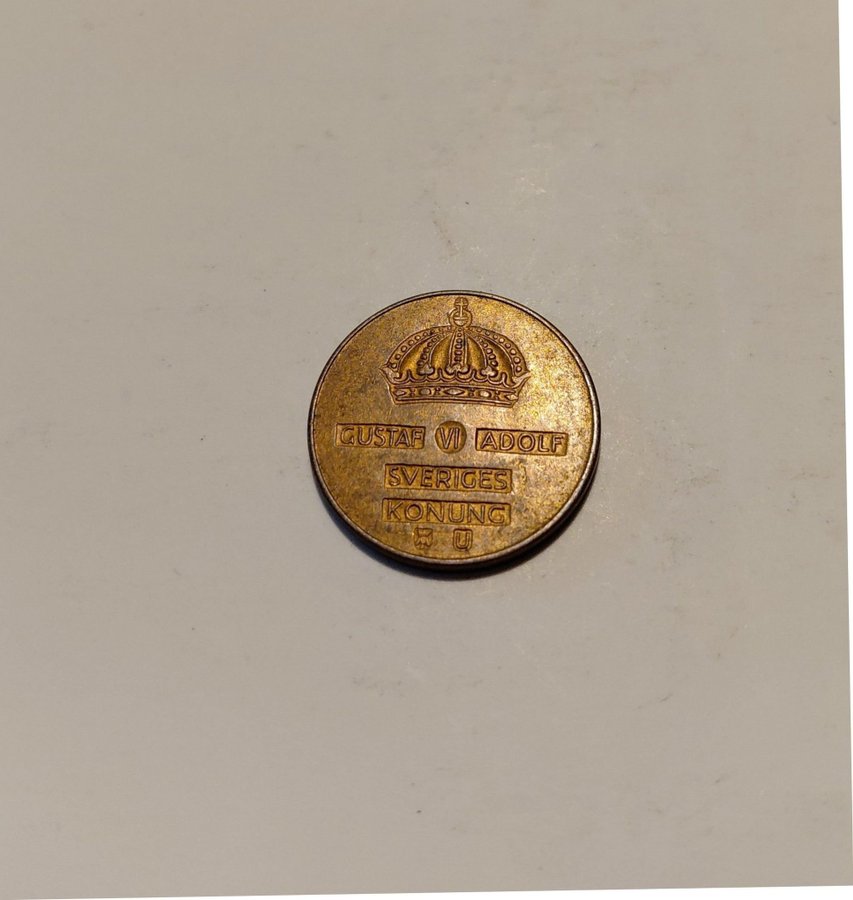 GUSTAF VI ADOLF
SVERIGES
KONUNG
U